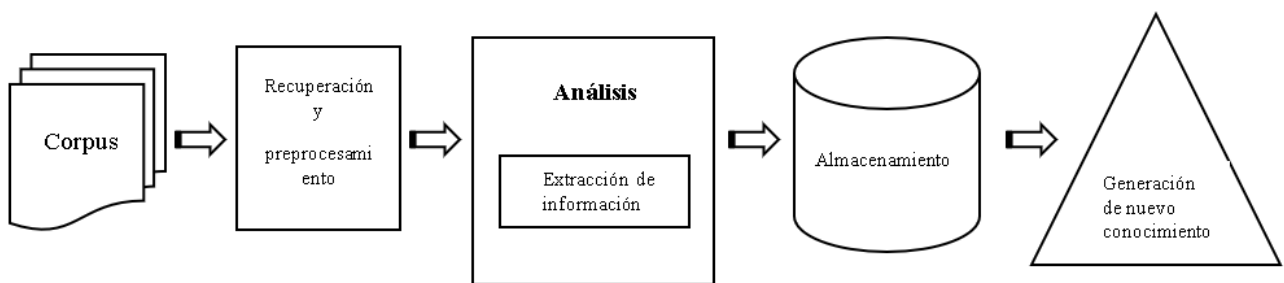 Corpus
Recuperación
y
preprocesami
ento
Análisis
Extracción de
información
Almacenamiento
Generación
de nuevo
conocimiento